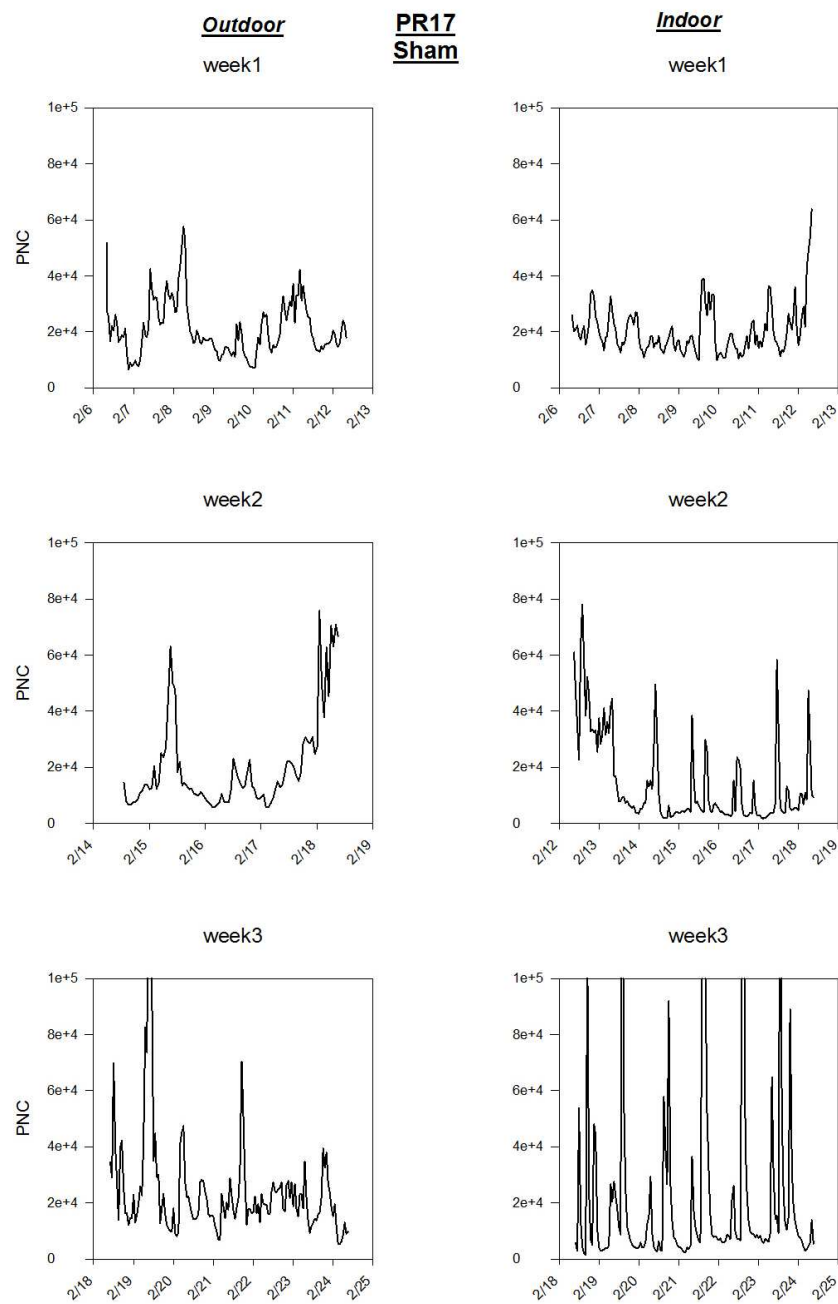 Outdoor PR17 Indoor
Sham
week1 week1
1e+5 1e+5
8e+4 8e+4
6e+4 6e+4
PNC
4e+4 4e+4
2e+4 2e+4
0 0
2/6 2/7 2/8 2/9 2/10 2/11 2/12 2/13 2/6 2/7 2/8 2/9 2/10 2/11 2/12 2/13
week2 week2
1e+5 1e+5
8e+4 8e+4
6e+4 6e+4
PNC
4e+4 4e+4
2e+4 2e+4
0 0
2/14 2/15 2/16 2/17 2/18 2/19 2/12 2/13 2/14 2/15 2/16 2/17 2/18 2/19
week3 week3
1e+5 1e+5
8e+4 8e+4
6e+4 6e+4
PNC
4e+4 4e+4
2e+4 2e+4
0 0
2/18 2/19 2/20 2/21 2/22 2/23 2/24 2/25 2/18 2/19 2/20 2/21 2/22 2/23 2/24 2/25